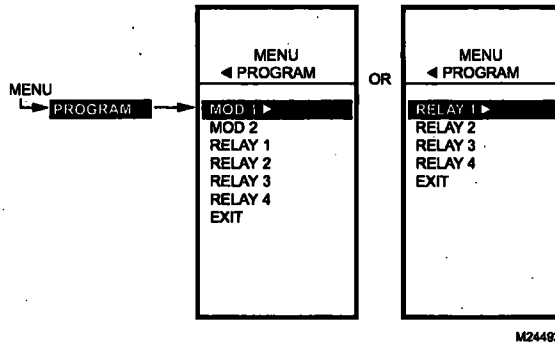 MENU
PROGRAM
MENU
◄ PROGRAM
MOD 1 ►
MOD 2
RELAY 1
RELAY 2
RELAY 3
RELAY 4
EXIT
OR
MENU
◄ PROGRAM
RELAY 1 ►
RELAY 2
RELAY 3
RELAY 4
EXIT